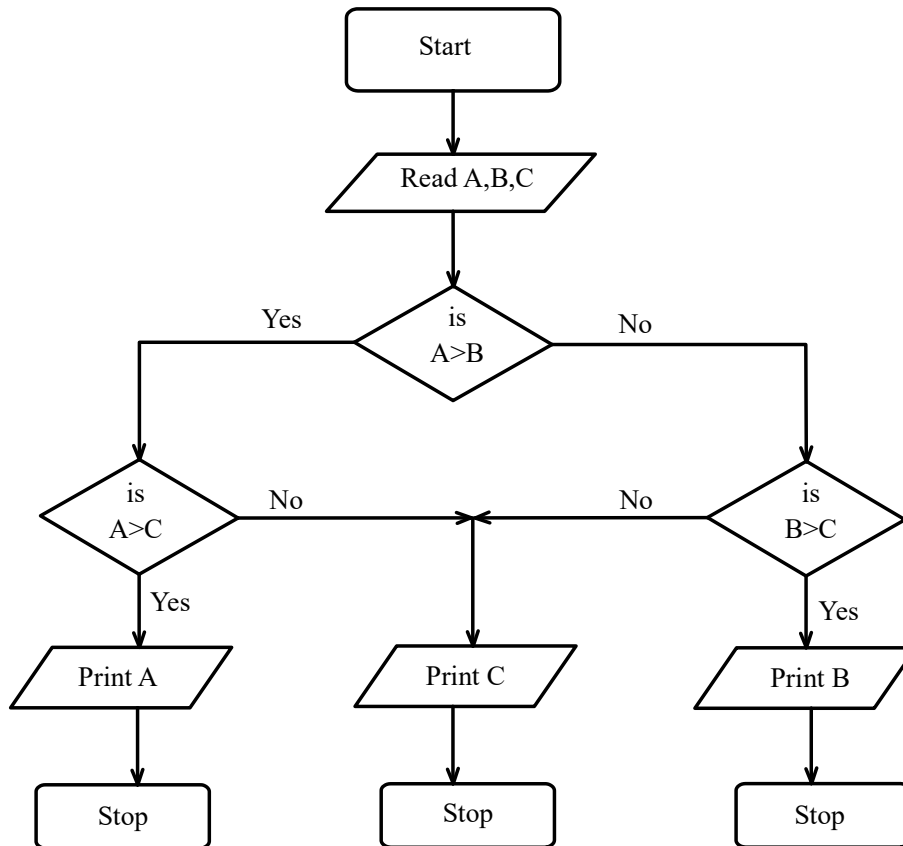 Start
Read A,B,C
Yes
is
A>B
No
is
A>C
No
No
is
B>C
Yes
Yes
Print A
Print C
Print B
Stop
Stop
Stop